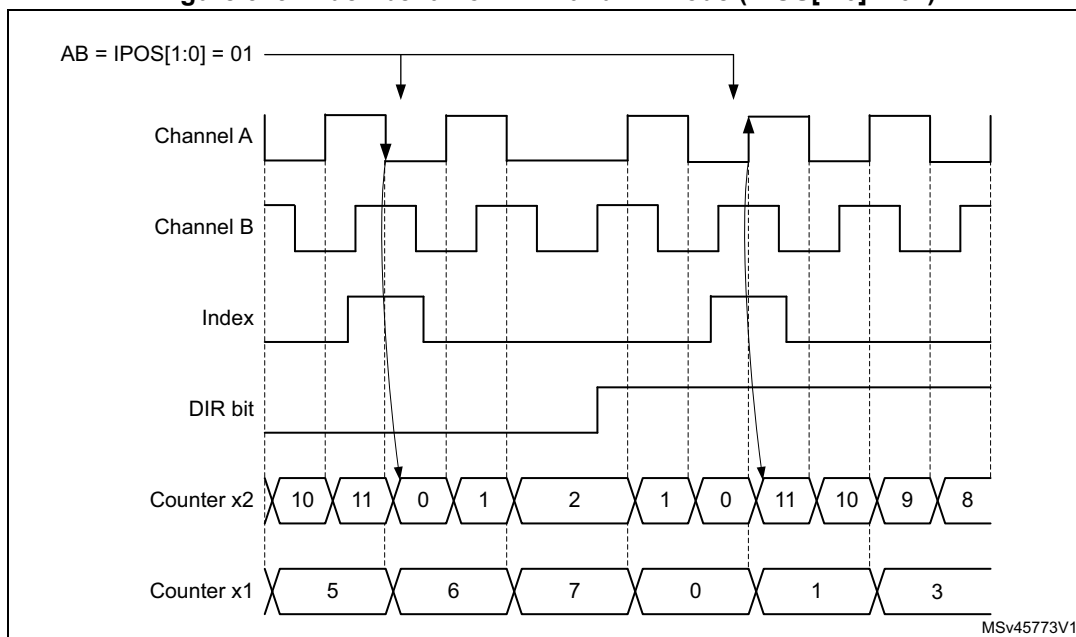 AB = IPOS[1:0] = 01
Channel A
Channel B
Index
DIR bit
Counter x2 10 11 0 1 2 1 0 11 10 9 8
Counter x1 5 6 7 0 1 3
MSv45773V1